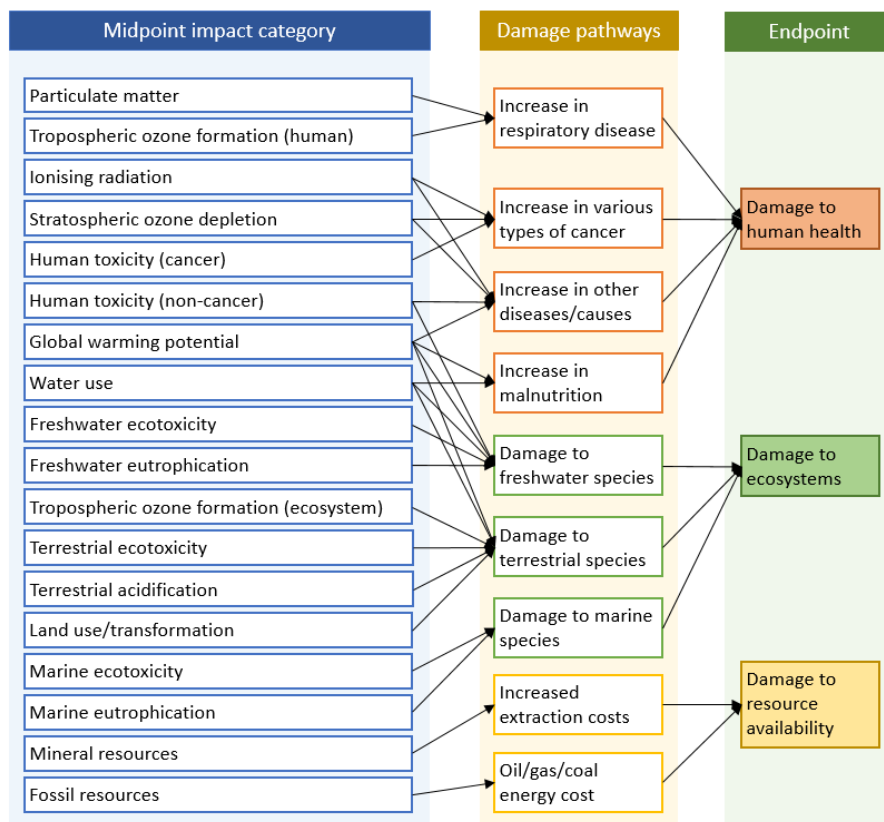 Midpoint impact category
Damage pathways
Endpoint
Particulate matter
Tropospheric ozone formation (human)
Ionising radiation
Stratospheric ozone depletion
Human toxicity (cancer)
Human toxicity (non-cancer)
Global warming potential
Water use
Freshwater ecotoxicity
Freshwater eutrophication
Tropospheric ozone formation (ecosystem)
Terrestrial ecotoxicity
Terrestrial acidification
Land use/transformation
Marine ecotoxicity
Marine eutrophication
Mineral resources
Fossil resources
Increase in
respiratory disease
Increase in various
types of cancer
Increase in other
diseases/causes
Increase in
malnutrition
Damage to
freshwater species
Damage to
terrestrial species
Damage to marine
species
Increased
extraction costs
Oil/gas/coal
energy cost
Damage to
human health
Damage to
ecosystems
Damage to
resource
availability